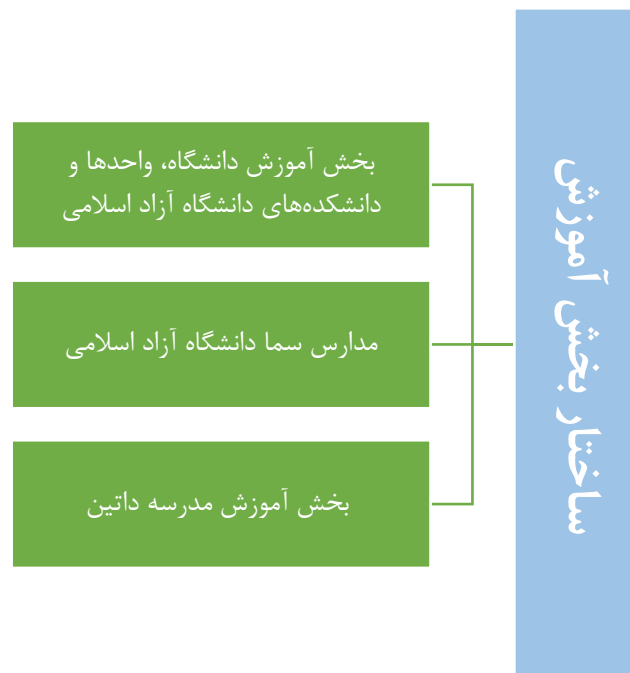 ساختار بخش آموزش
بخش آموزش دانشگاه، واحدها و
دانشکده‌های دانشگاه آزاد اسلامی
مدارس سما دانشگاه آزاد اسلامی
بخش آموزش مدرسه داتین